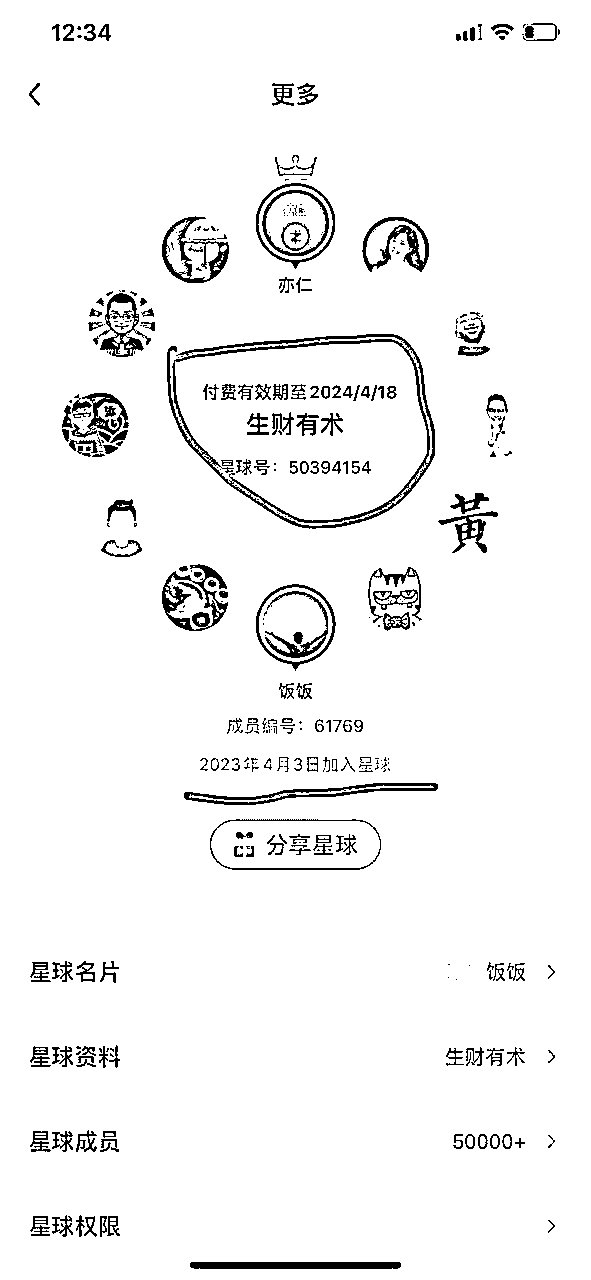 12:34
更多
亦仁
付费有效期至2024/4/18
生财有术
星球号：50394154
黄
饭饭
成员编号：61769
2023年4月3日加入星球
分享星球
星球名片 饭饭
星球资料 生财有术
星球成员 50000+
星球权限